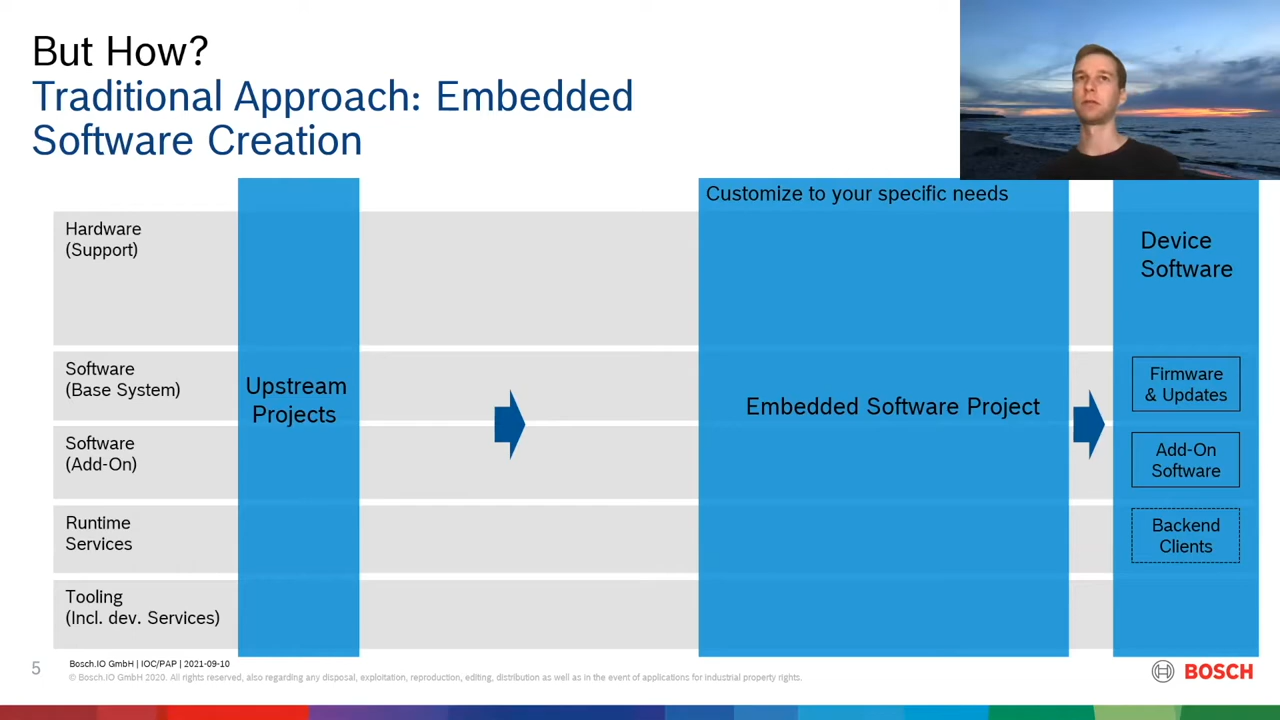 But How?
Traditional Approach: Embedded
Software Creation
Customize to your specific needs
Hardware
(Support)
Device
Software
Software
(Base System)
Upstream
Projects
Embedded Software Project
Firmware
& Updates
Software
(Add-On)
Add-On
Software
Runtime
Services
Backend
Clients
Tooling
(Incl. dev. Services)
5
Bosch.IO GmbH | IOC/PAP | 2021-09-10
© Bosch.IO GmbH 2020. All rights reserved, also regarding any disposal, exploitation, reproduction, editing, distribution as well as in the event of applications for industrial property rights.
BOSCH